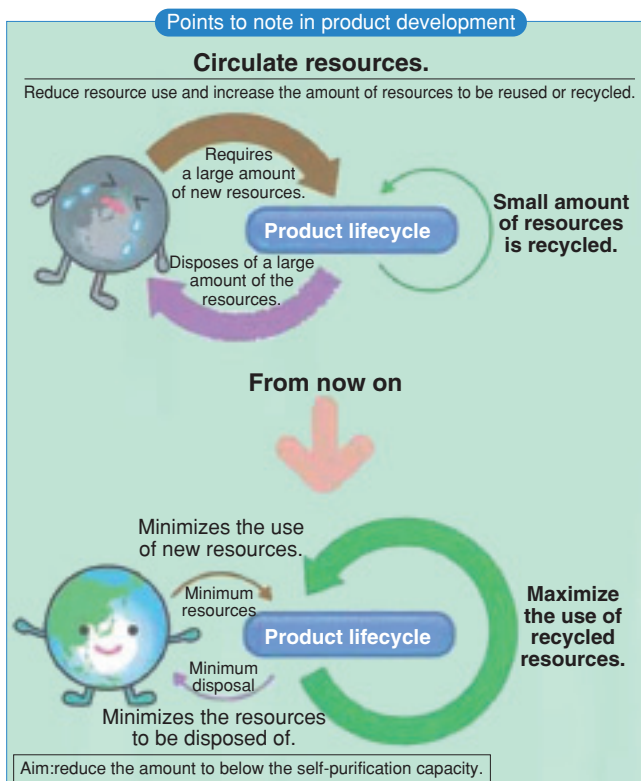 Points to note in product development
Circulate resources.
Reduce resource use and increase the amount of resources to be reused or recycled.
Requires
a large amount
of new resources.
Product lifecycle
Small amount
of resources
is recycled.
Disposes of a large
amount of the
resources.
From now on
Minimizes the use
of new resources.
Minimum
resources
Product lifecycle
Maximize
the use of
recycled
resources.
Minimum
disposal
Minimizes the resources
to be disposed of.
Aim:reduce the amount to below the self-purification capacity.